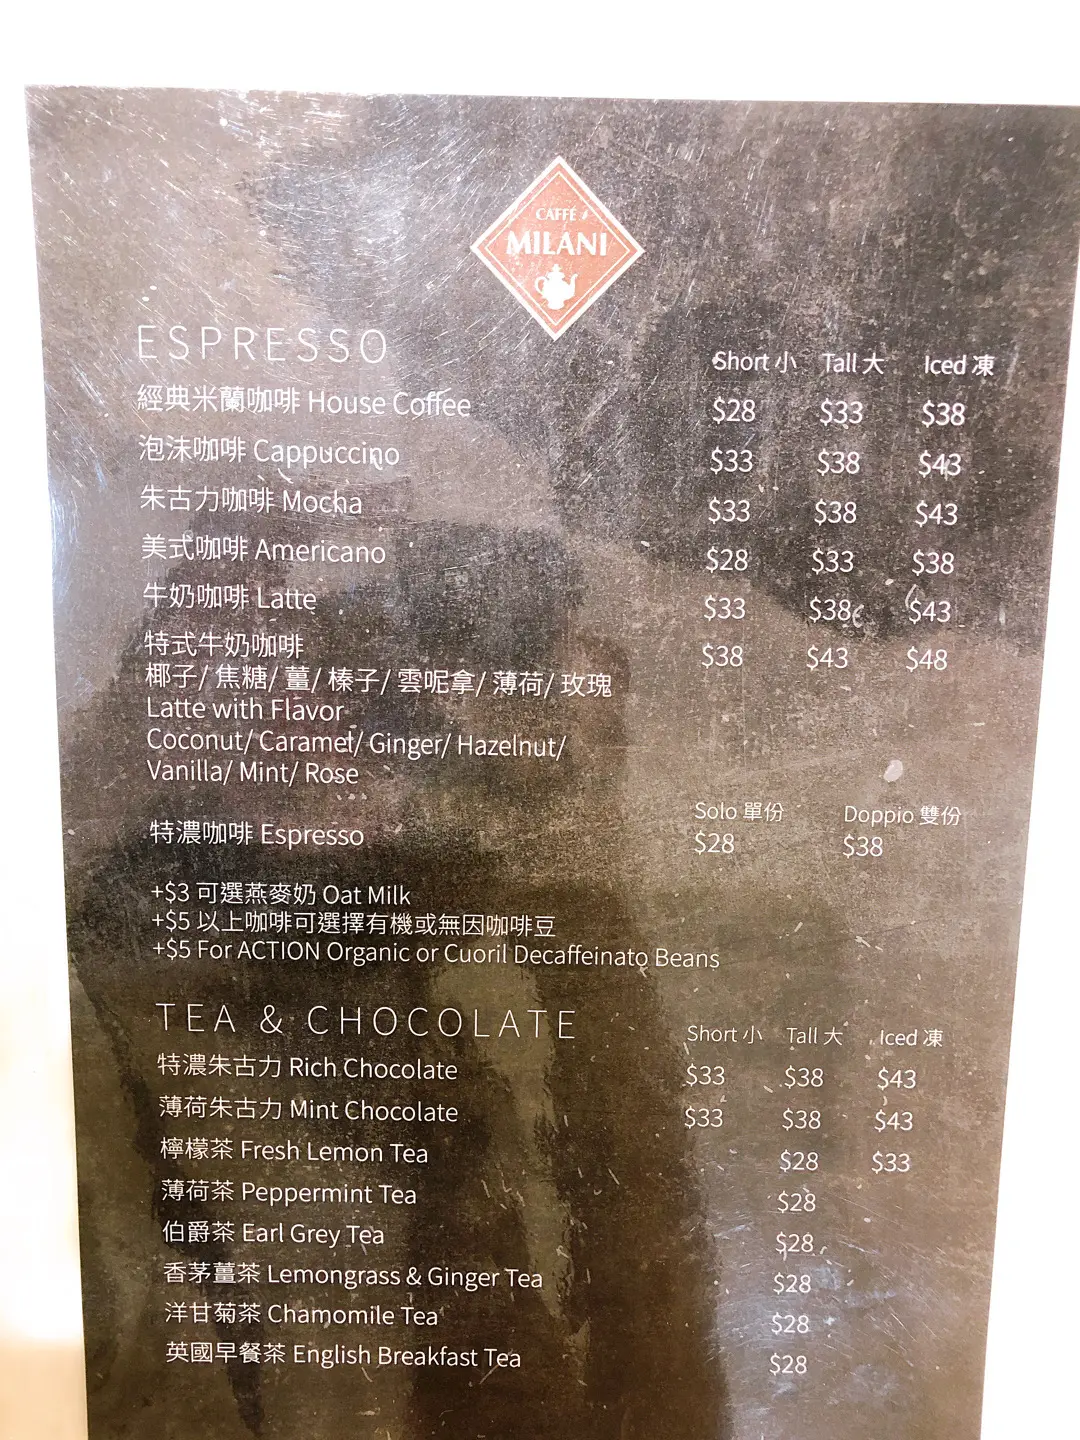 CAFFÉ
MILANI
ESPRESSO
Short 小 Tall 大 Iced 凍
經典米蘭咖啡 House Coffee $28 $33 $38
泡沫咖啡 Cappuccino $33 $38 $43
朱古力咖啡 Mocha $33 $38 $43
美式咖啡 Americano $28 $33 $38
牛奶咖啡 Latte $33 $38 $43
特式牛奶咖啡 $38 $43 $48
椰子/ 焦糖/ 薑/ 榛子/ 雲呢拿/ 薄荷/ 玫瑰
Latte with Flavor
Coconut/ Caramel/ Ginger/ Hazelnut/
Vanilla/ Mint/ Rose
Solo 單份 Doppio 雙份
特濃咖啡 Espresso $28 $38
+$3 可選燕麥奶 Oat Milk
+$5 以上咖啡可選擇有機或無因咖啡豆
+$5 For ACTION Organic or Cuoril Decaffeinato Beans
TEA & CHOCOLATE
Short 小 Tall 大 Iced 凍
特濃朱古力 Rich Chocolate $33 $38 $43
薄荷朱古力 Mint Chocolate $33 $38 $43
檸檬茶 Fresh Lemon Tea $28 $33
薄荷茶 Peppermint Tea $28
伯爵茶 Earl Grey Tea $28
香茅薑茶 Lemongrass & Ginger Tea $28
洋甘菊茶 Chamomile Tea $28
英國早餐茶 English Breakfast Tea $28